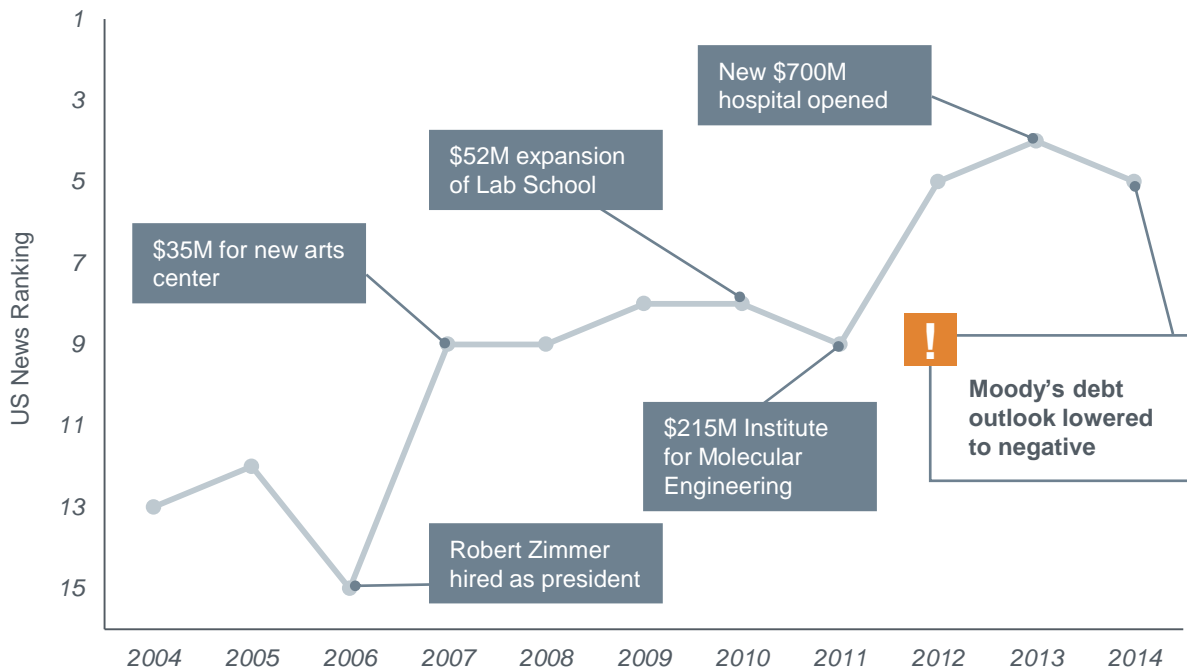 1
3
5
7
9
11
13
15
US News Ranking
New $700M
hospital opened
$52M expansion
of Lab School
$35M for new arts
center
!
Moody’s debt
outlook lowered
to negative
$215M Institute
for Molecular
Engineering
Robert Zimmer
hired as president
2004 2005 2006 2007 2008 2009 2010 2011 2012 2013 2014